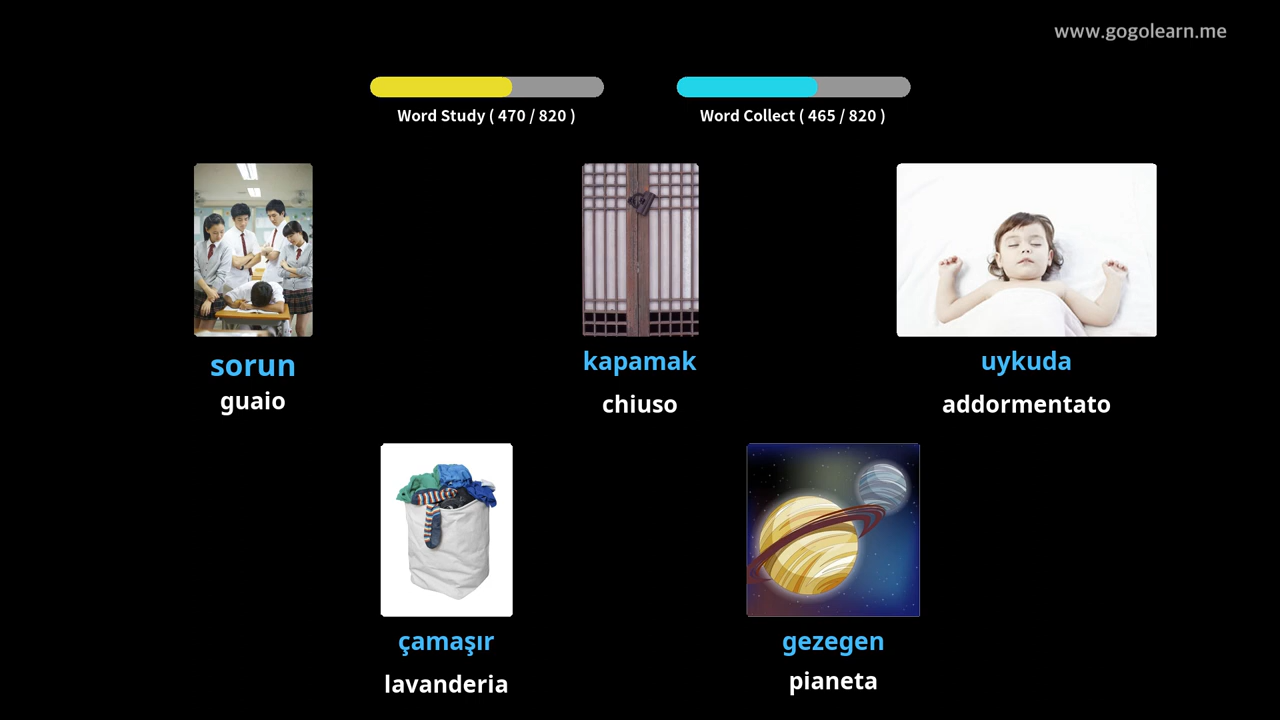 www.gogolearn.me
Word Study ( 470 / 820 )
Word Collect ( 465 / 820 )
sorun
guaio
kapamak
chiuso
uykuda
addormentato
çamaşır
lavanderia
gezegen
pianeta